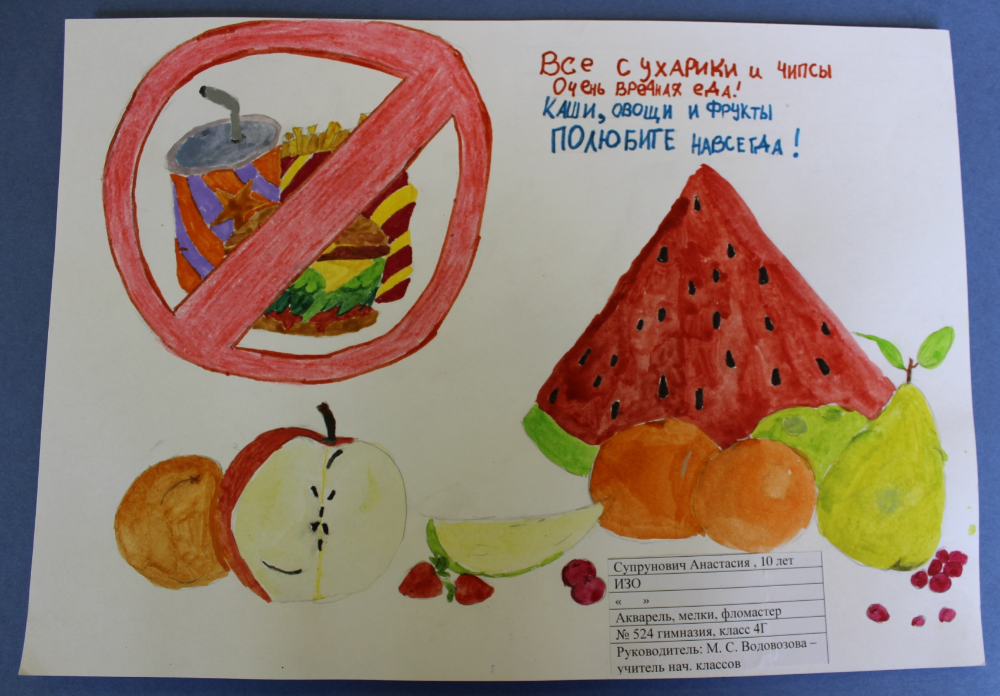 Все сухарики и чипсы
Очень вредная еда!
Каши, овощи и фрукты
ПОЛЮБИТЕ НАВСЕГДА!
Супрунович Анастасия , 10 лет
ИЗО
« »
Акварель, мелки, фломастер
№ 524 гимназия, класс 4Г
Руководитель: М. С. Водовозова –
учитель нач. классов